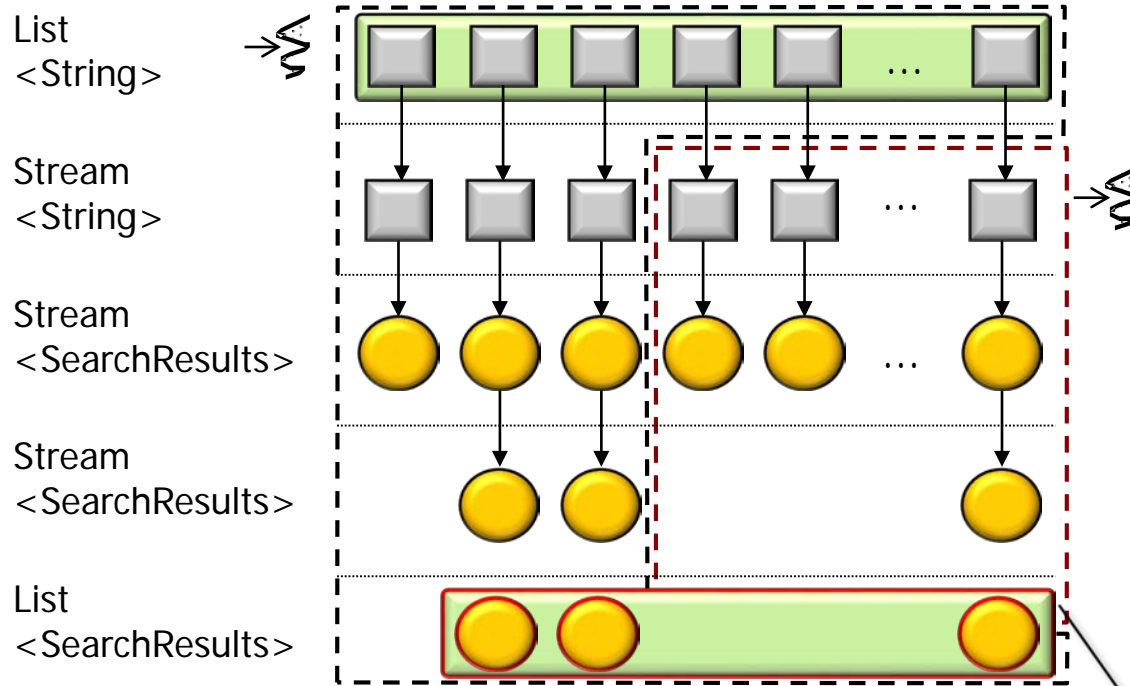 List
<String>
...
Stream
<String>
...
Stream
<SearchResults>
...
Stream
<SearchResults>
List
<SearchResults>